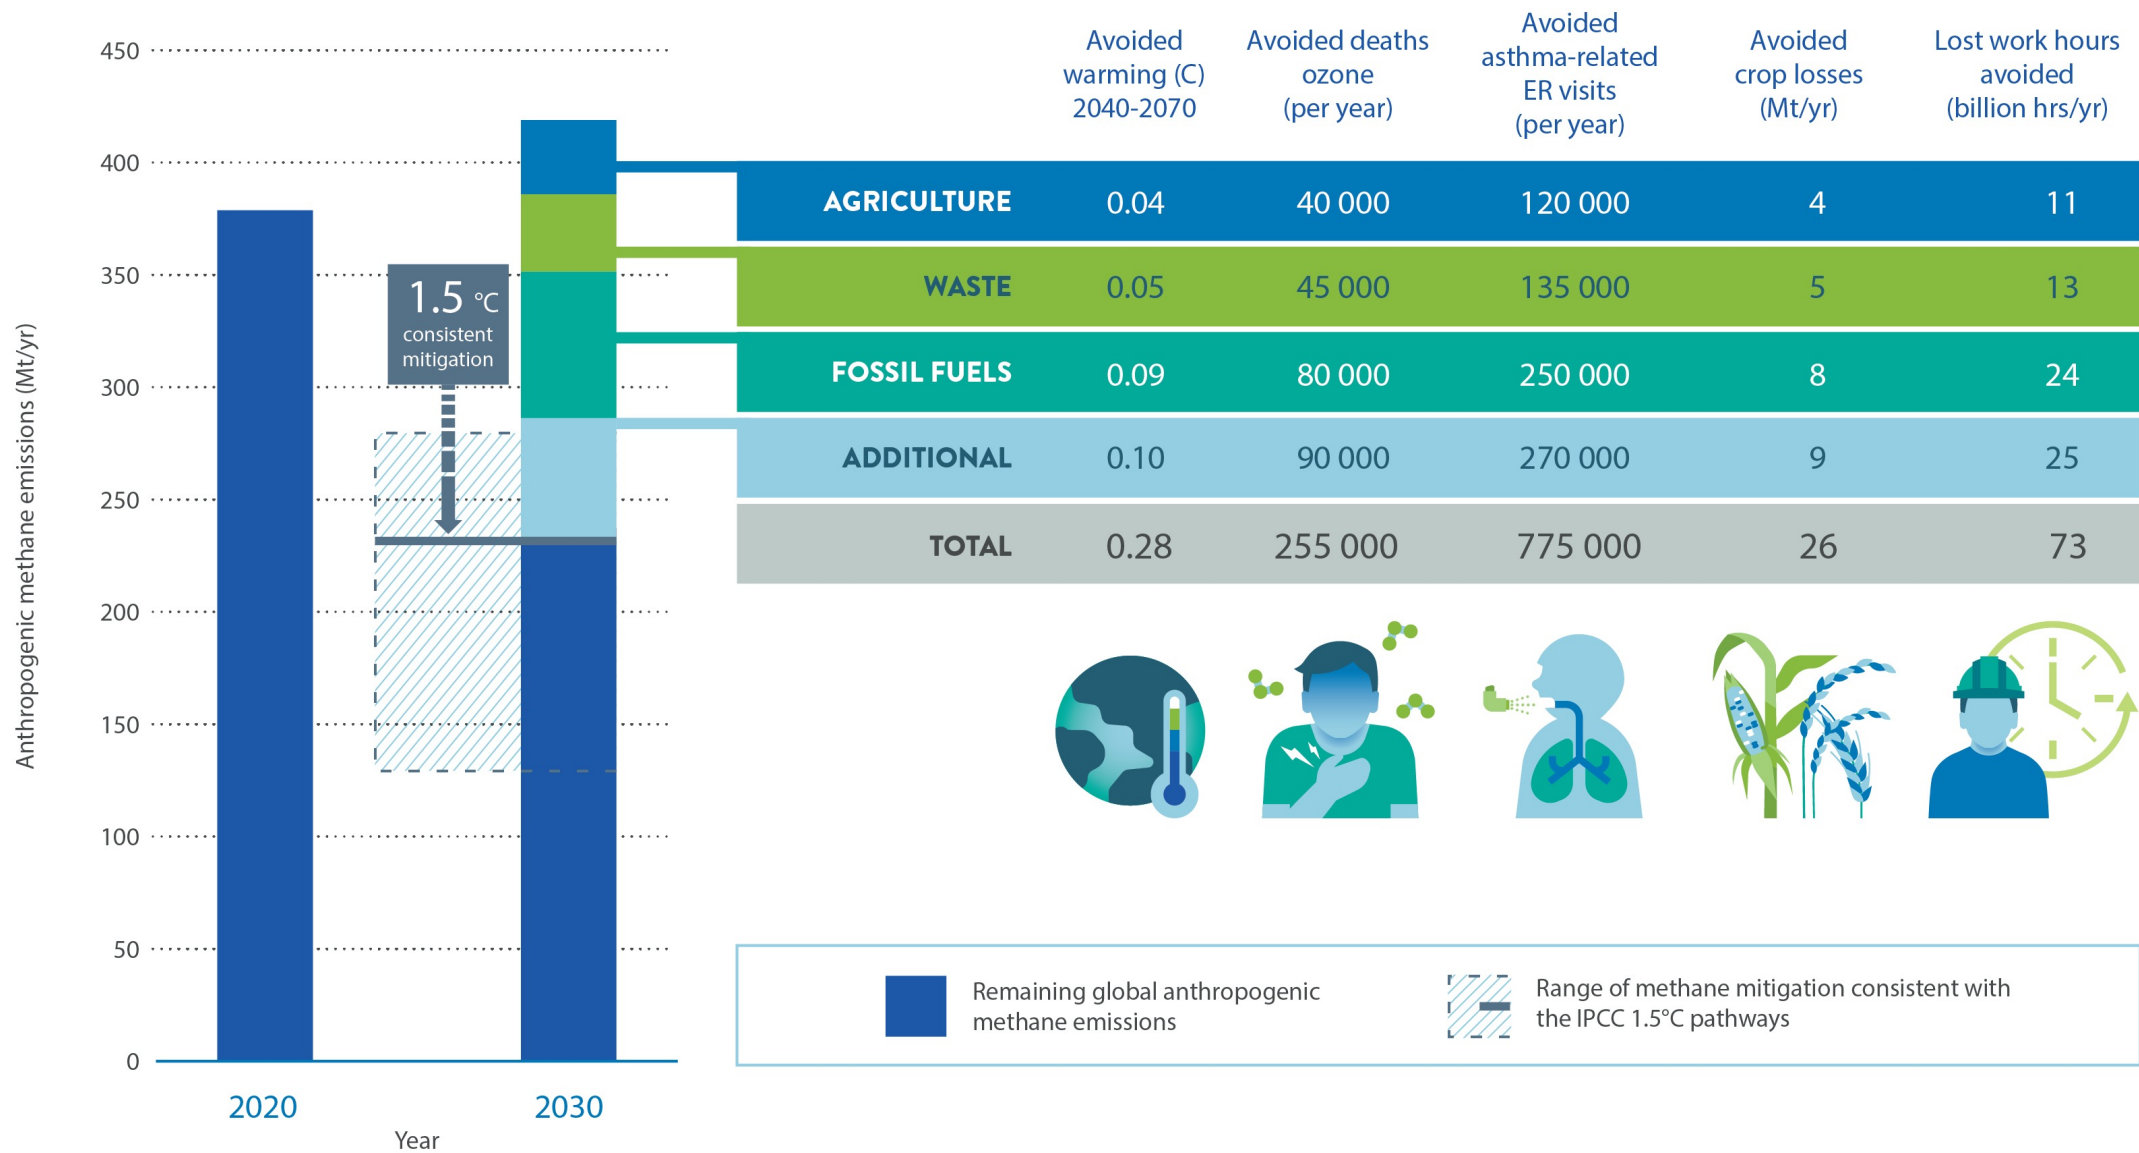 Anthropogenic methane emissions (Mt/yr)
450
400
350
300
250
200
150
100
50
0
2020
2030
Year
1.5 °C
consistent
mitigation
Avoided
warming (C)
2040-2070
Avoided deaths
ozone
(per year)
Avoided
asthma-related
ER visits
(per year)
Avoided
crop losses
(Mt/yr)
Lost work hours
avoided
(billion hrs/yr)
AGRICULTURE 0.04 40 000 120 000 4 11
WASTE 0.05 45 000 135 000 5 13
FOSSIL FUELS 0.09 80 000 250 000 8 24
ADDITIONAL 0.10 90 000 270 000 9 25
TOTAL 0.28 255 000 775 000 26 73
Remaining global anthropogenic
methane emissions
Range of methane mitigation consistent with
the IPCC 1.5°C pathways